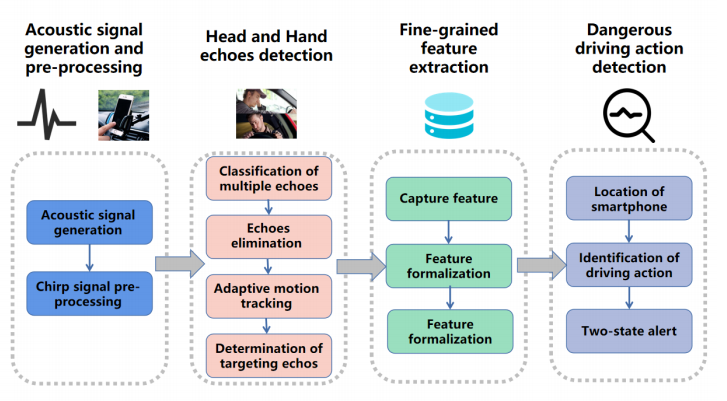 Acoustic signal
generation and
pre-processing
Head and Hand
echoes detection
Fine-grained
feature
extraction
Dangerous
driving action
detection
Acoustic signal
generation
Chirp signal pre-
processing
Classification of
multiple echoes
Echoes
elimination
Adaptive motion
tracking
Determination of
targeting echos
Capture feature
Feature
formalization
Feature
formalization
Location of
smartphone
Identification of
driving action
Two-state alert